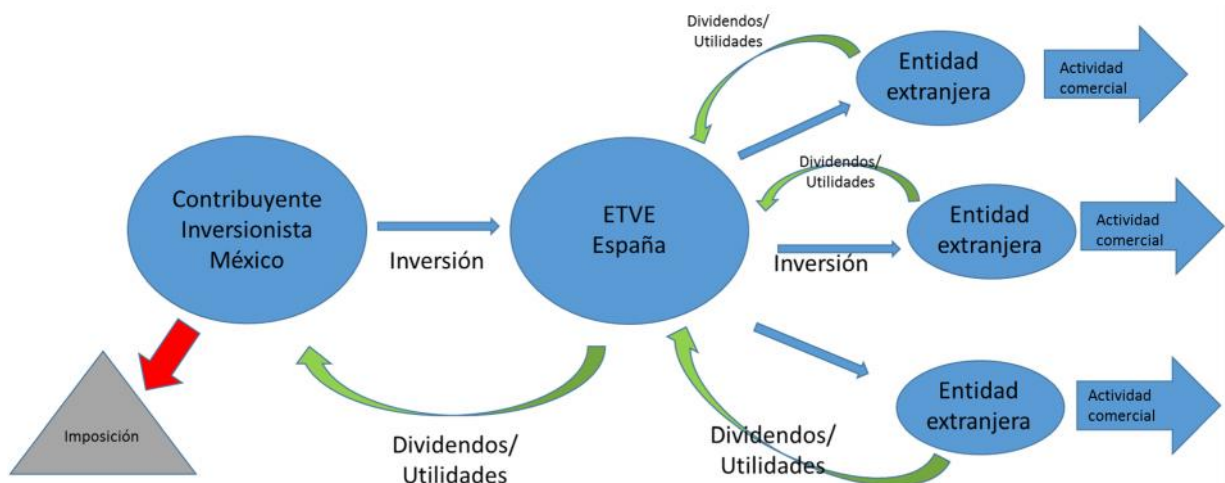 Dividendos/
Utilidades
Entidad
extranjera
Actividad
comercial
Contribuyente
Inversionista
México
Inversión
ETVE
España
Dividendos/
Utilidades
Inversión
Entidad
extranjera
Actividad
comercial
Imposición
Dividendos/
Utilidades
Dividendos/
Utilidades
Entidad
extranjera
Actividad
comercial